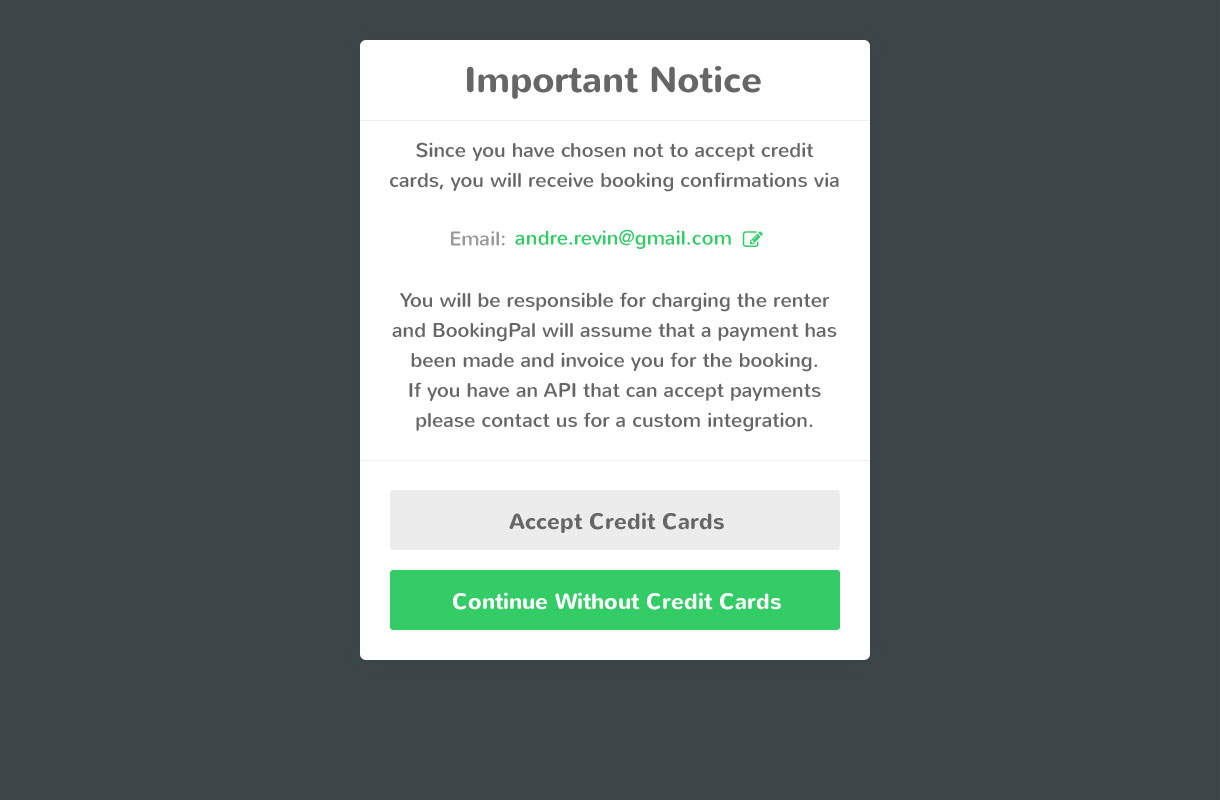 Important Notice
Since you have chosen not to accept credit
cards, you will receive booking confirmations via
Email: andre.revin@gmail.com
You will be responsible for charging the renter
and BookingPal will assume that a payment has
been made and invoice you for the booking.
If you have an API that can accept payments
please contact us for a custom integration.
Accept Credit Cards
Continue Without Credit Cards